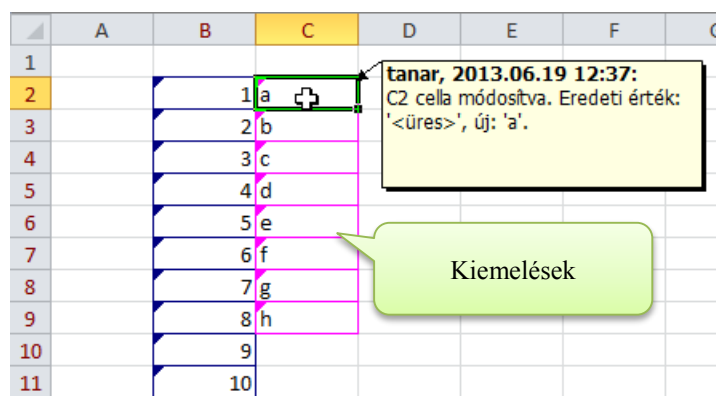 A B C D E F
1
2 1 a
tanar, 2013.06.19 12:37:
C2 cella módosítva. Eredeti érték:
'<üres>', új: 'a'.
3 2 b
4 3 c
5 4 d
6 5 e
7 6 f
Kiemelések
8 7 g
9 8 h
10 9
11 10